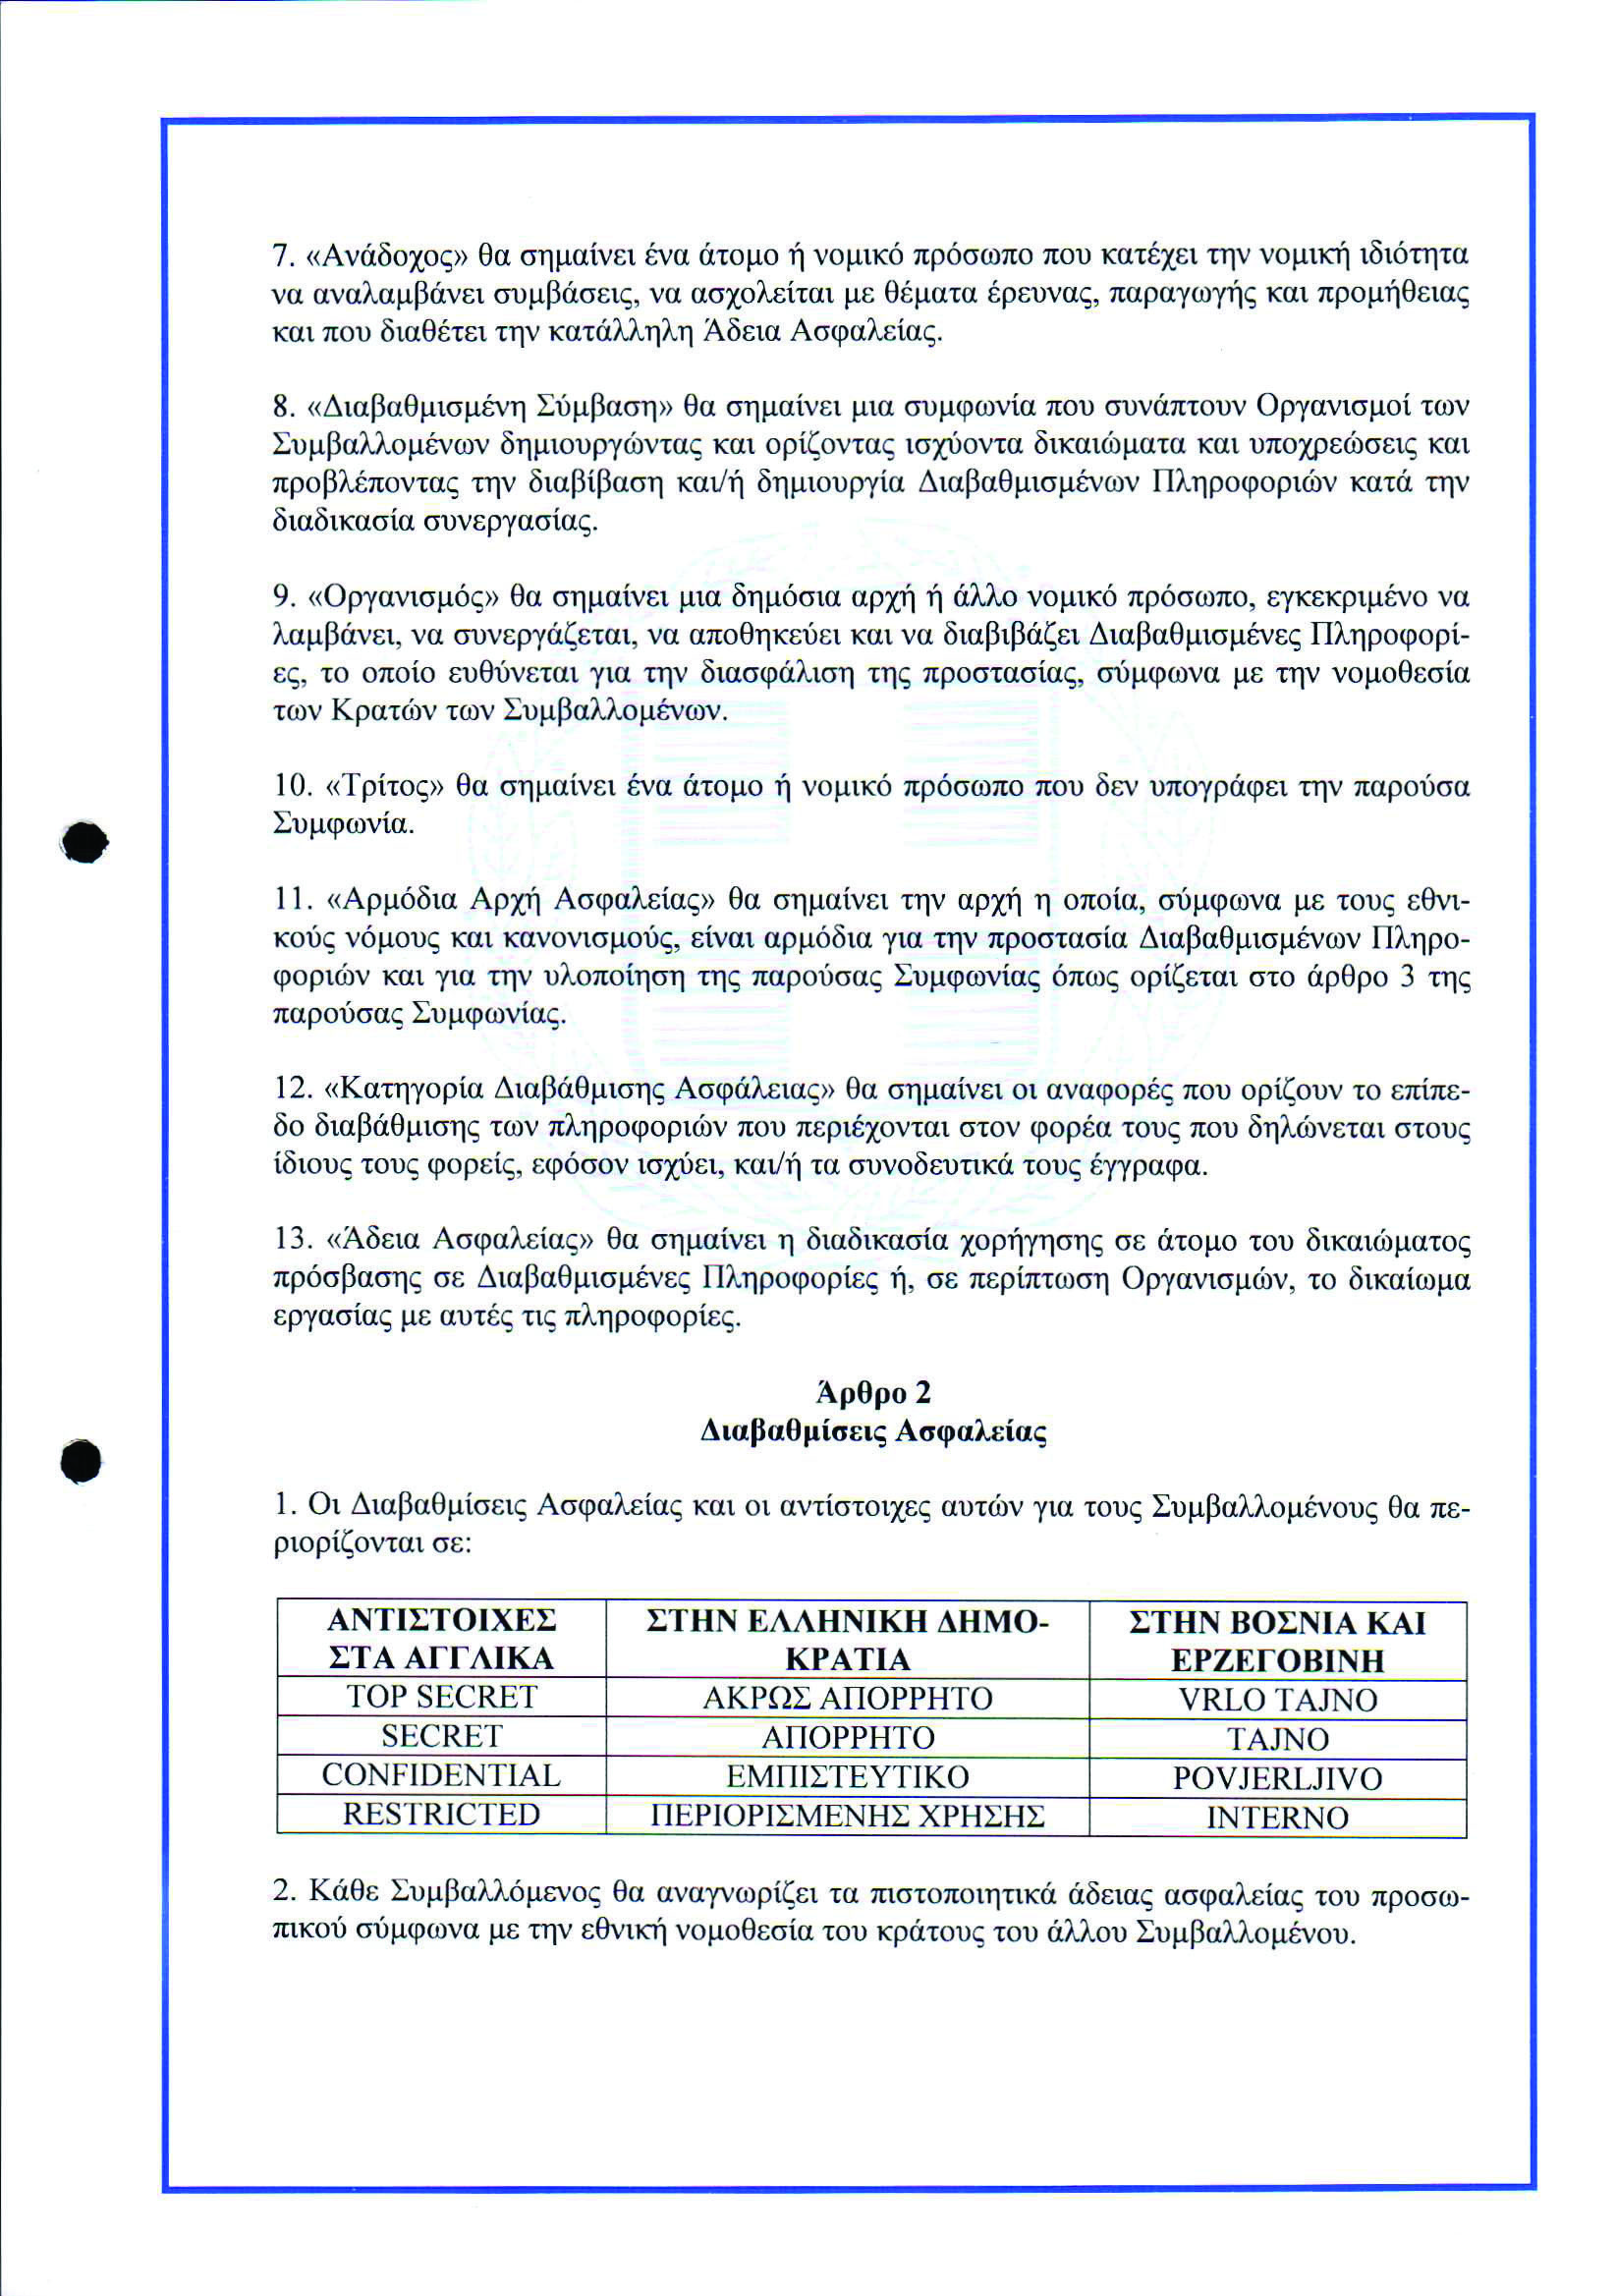 7. «Ανάδοχος» θα σημαίνει ένα άτομο ή νομικό πρόσωπο που κατέχει την νομική ιδιότητα
να αναλαμβάνει συμβάσεις, να ασχολείται με θέματα έρευνας, παραγωγής και προμήθειας
και που διαθέτει την κατάλληλη Άδεια Ασφαλείας.
8. «Διαβαθμισμένη Σύμβαση» θα σημαίνει μια συμφωνία που συνάπτουν Οργανισμοί των
Συμβαλλομένων δημιουργώντας και ορίζοντας ισχύοντα δικαιώματα και υποχρεώσεις και
προβλέποντας την διαβίβαση και/ή δημιουργία Διαβαθμισμένων Πληροφοριών κατά την
διαδικασία συνεργασίας.
9. «Οργανισμός» θα σημαίνει μια δημόσια αρχή ή άλλο νομικό πρόσωπο, εγκεκριμένο να
λαμβάνει, να συνεργάζεται, να αποθηκεύει και να διαβιβάζει Διαβαθμισμένες Πληροφορί-
ες, το οποίο ευθύνεται για την διασφάλιση της προστασίας, σύμφωνα με την νομοθεσία
των Κρατών των Συμβαλλομένων.
10. «Τρίτος» θα σημαίνει ένα άτομο ή νομικό πρόσωπο που δεν υπογράφει την παρούσα
Συμφωνία.
11. «Αρμόδια Αρχή Ασφαλείας» θα σημαίνει την αρχή η οποία, σύμφωνα με τους εθνι-
κούς νόμους και κανονισμούς, είναι αρμόδια για την προστασία Διαβαθμισμένων Πληρο-
φοριών και για την υλοποίηση της παρούσας Συμφωνίας όπως ορίζεται στο άρθρο 3 της
παρούσας Συμφωνίας.
12. «Κατηγορία Διαβάθμισης Ασφάλειας» θα σημαίνει οι αναφορές που ορίζουν το επίπε-
δο διαβάθμισης των πληροφοριών που περιέχονται στον φορέα τους που δηλώνεται στους
ίδιους τους φορείς, εφόσον ισχύει, και/ή τα συνοδευτικά τους έγγραφα.
13. «Άδεια Ασφαλείας» θα σημαίνει η διαδικασία χορήγησης σε άτομο του δικαιώματος
πρόσβασης σε Διαβαθμισμένες Πληροφορίες ή, σε περίπτωση Οργανισμών, το δικαίωμα
εργασίας με αυτές τις πληροφορίες.
Άρθρο 2
Διαβαθμίσεις Ασφαλείας
1. Οι Διαβαθμίσεις Ασφαλείας και οι αντίστοιχες αυτών για τους Συμβαλλομένους θα πε-
ριορίζονται σε:
ΑΝΤΙΣΤΟΙΧΕΣ ΣΤΗΝ ΕΛΛΗΝΙΚΗ ΔΗΜΟ- ΣΤΗΝ ΒΟΣΝΙΑ ΚΑΙ
ΣΤΑ ΑΓΓΛΙΚΑ ΚΡΑΤΙΑ ΕΡΖΕΓΟΒΙΝΗ
TOP SECRET ΑΚΡΩΣ ΑΠΟΡΡΗΤΟ VRLO TAJNO
SECRET ΑΠΟΡΡΗΤΟ TAJNO
CONFIDENTIAL ΕΜΠΙΣΤΕΥΤΙΚΟ POVJERLJIVO
RESTRICTED ΠΕΡΙΟΡΙΣΜΕΝΗΣ ΧΡΗΣΗΣ INTERNO
2. Κάθε Συμβαλλόμενος θα αναγνωρίζει τα πιστοποιητικά άδειας ασφαλείας του προσω-
πικού σύμφωνα με την εθνική νομοθεσία του κράτους του άλλου Συμβαλλομένου.